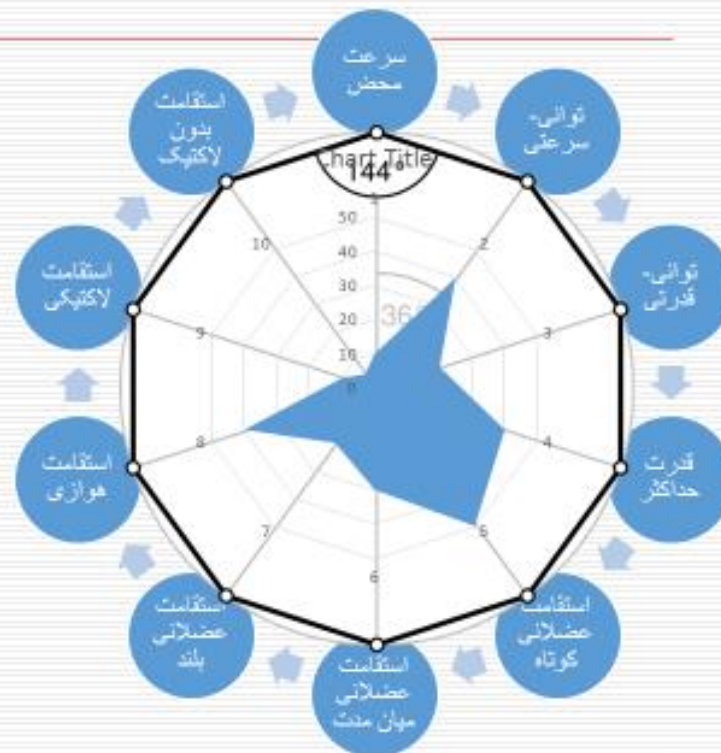 سرعت
محض
توانی-
سرعتی
توانی-
قدرتی
قدرت
حداکثر
استقامت
عضلانی
کوتاه
استقامت
عضلانی
میان مدت
استقامت
عضلانی
بلند
استقامت
هوازی
استقامت
لاکتیکی
استقامت
بدون
لاکتیک
Chart Title
144°
1
50
40
30
20
10
0
36
2
3
4
5
6
7
8
9
10